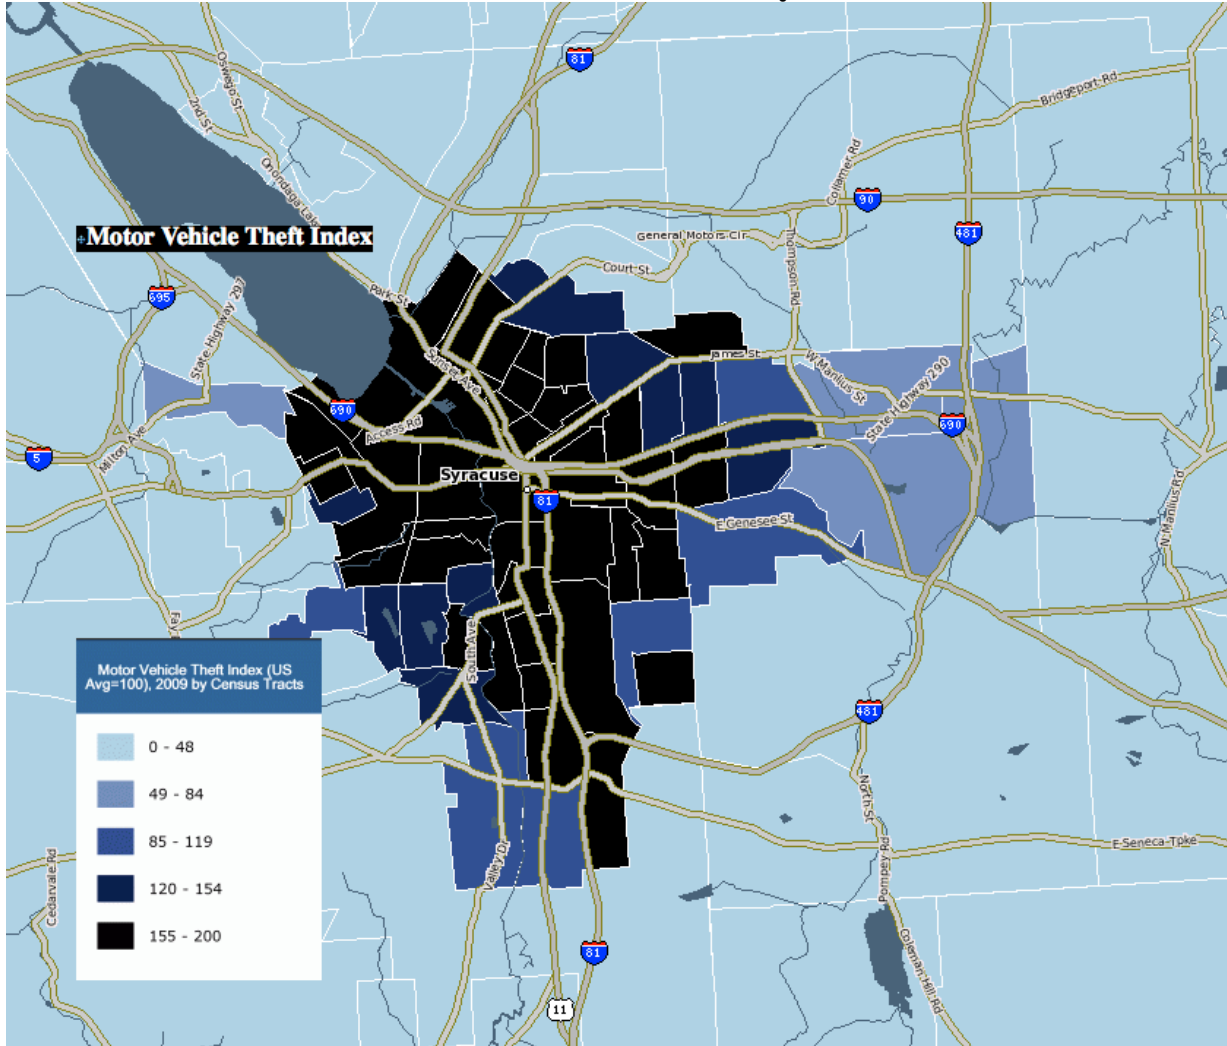 81
Oswego St
2nd St
Bridgeport Rd
Onondaga Lake
Collamer Rd
90
481
Motor Vehicle Theft Index
General Motors Cir
Thompson Rd
Court St
695
State Highway 297
Park St
Sunset Ave
James St
W Manlius St
State Highway 290
690
690
Access Rd
Milton Ave
5
Syracuse
81
E Genesee St
N Manlius Rd
South Ave
Motor Vehicle Theft Index (US
Avg=100), 2009 by Census Tracts
0 - 48
49 - 84
85 - 119
120 - 154
155 - 200
481
North St
E Seneca Tpke
Valley Dr
Pompey Rd
Cedarvale Rd
Coleman Hill Rd
81
11